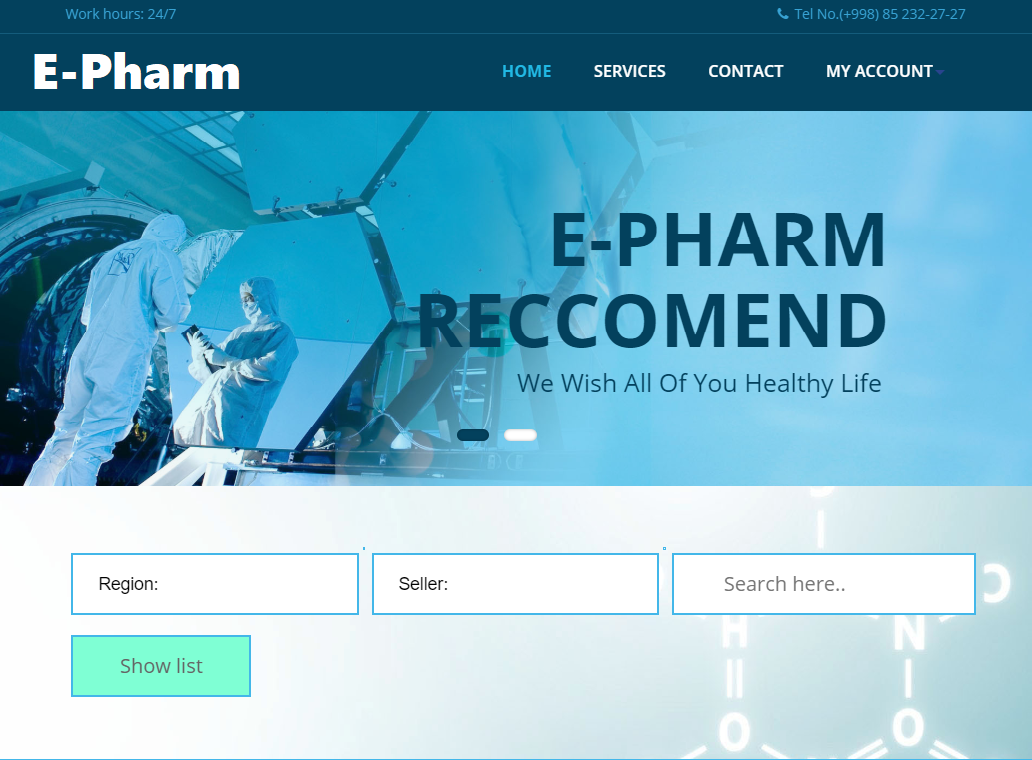 Work hours: 24/7
Tel No.(+998) 85 232-27-27
E-Pharm
HOME SERVICES CONTACT MY ACCOUNT
E-PHARM
RECCOMEND
We Wish All Of You Healthy Life
Region:
Seller:
Search here..
Show list
C
H
N
O
O